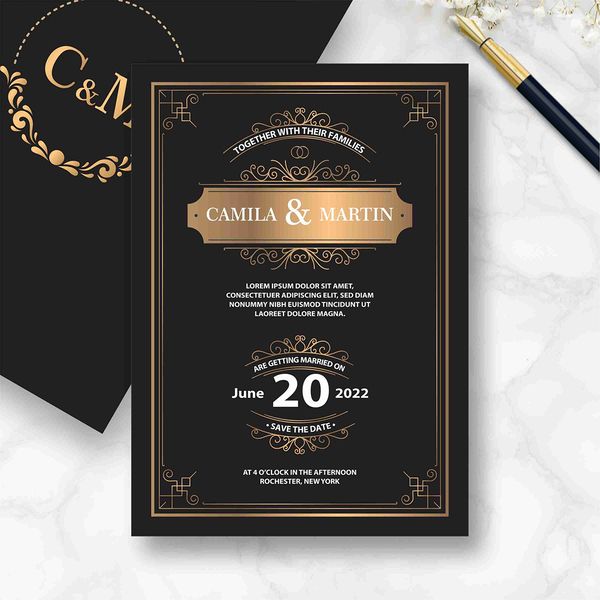 C&M
TOGETHER WITH THEIR FAMILIES
CAMILA & MARTIN
LOREM IPSUM DOLOR SIT AMET,
CONSECTETUER ADIPISCING ELIT, SED DIAM
NONUMMY NIBH EUISMOD TINCIDUNT UT
LAOREET DOLORE MAGNA ALIQUAM.
ARE GETTING MARRIED ON
June 20 2022
• SAVE THE DATE •
AT 4 O'CLOCK IN THE AFTERNOON
ROCHESTER, NEW YORK